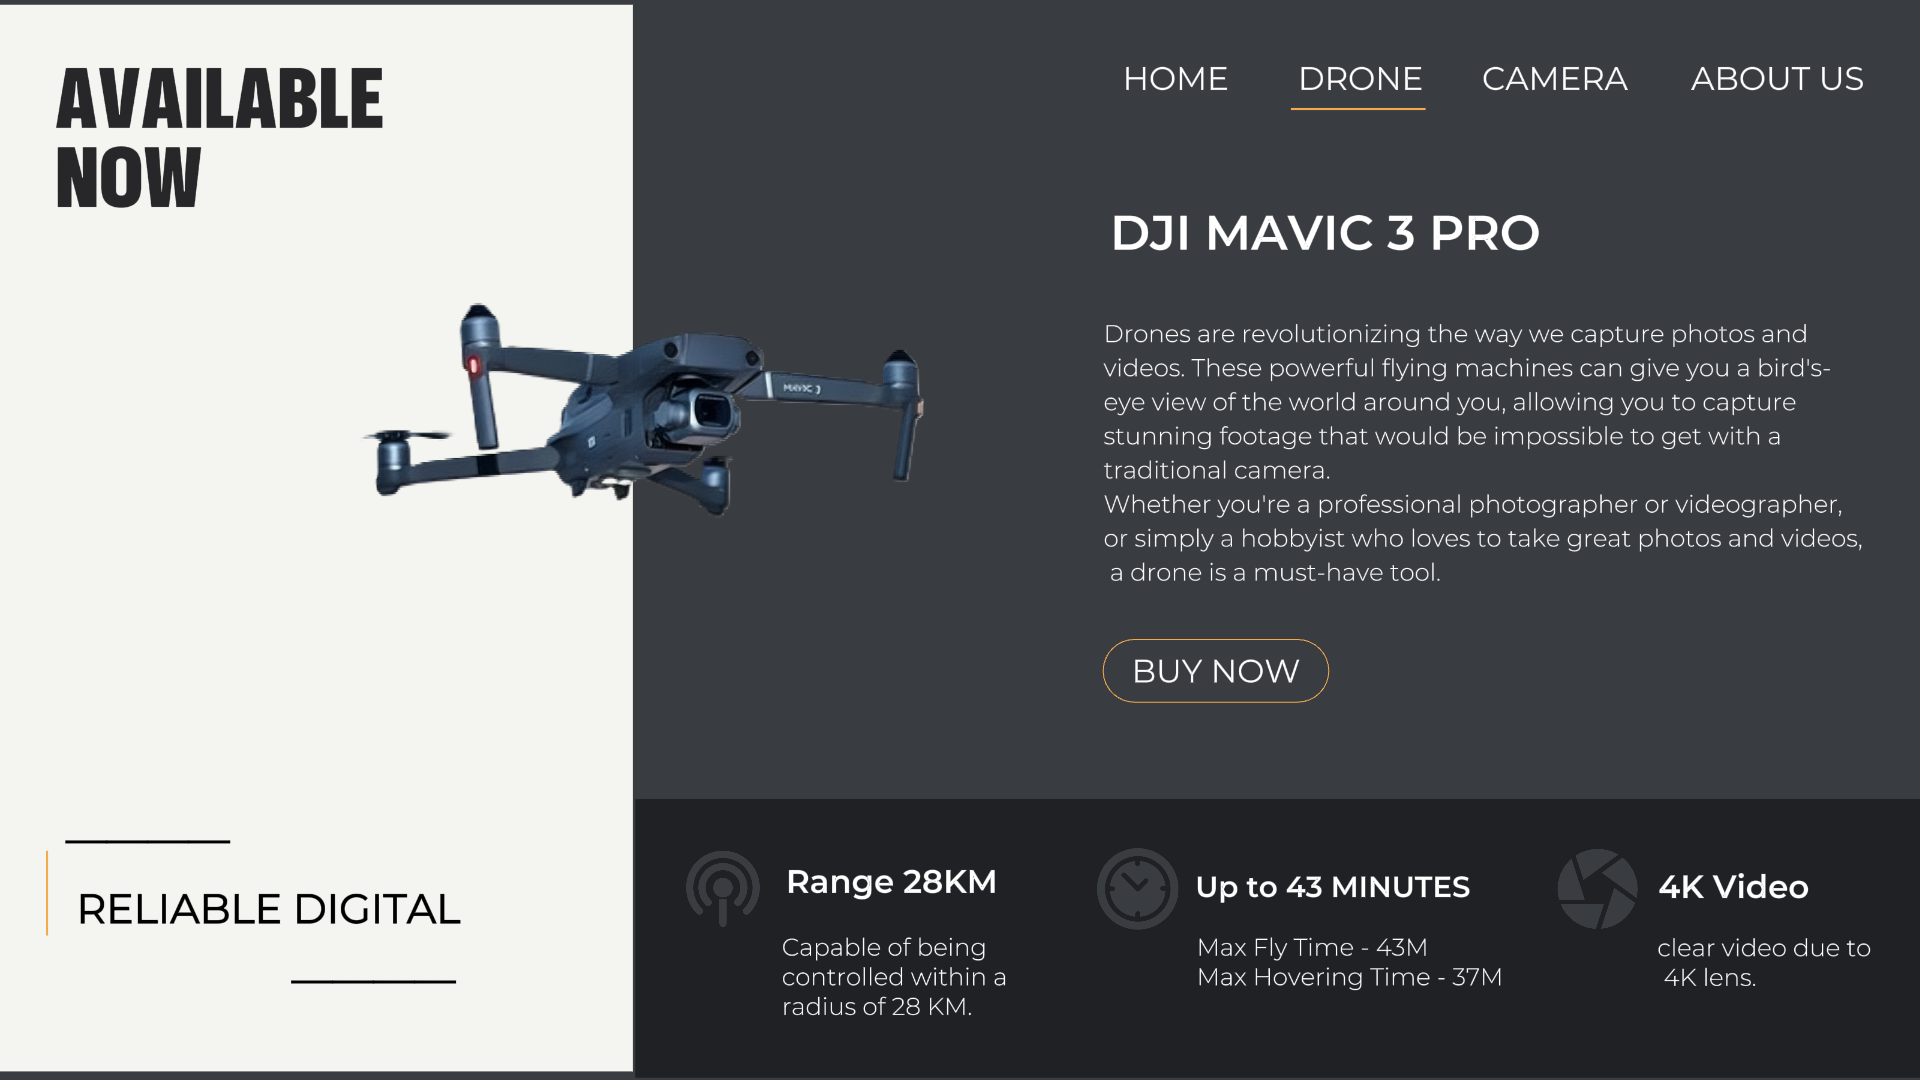 AVAILABLE
NOW
HOME DRONE CAMERA ABOUT US
DJI MAVIC 3 PRO
Drones are revolutionizing the way we capture photos and
videos. These powerful flying machines can give you a bird's-
eye view of the world around you, allowing you to capture
stunning footage that would be impossible to get with a
traditional camera.
Whether you're a professional photographer or videographer,
or simply a hobbyist who loves to take great photos and videos,
a drone is a must-have tool.
MAVIC 3
BUY NOW
RELIABLE DIGITAL
Range 28KM
Capable of being
controlled within a
radius of 28 KM.
Up to 43 MINUTES
Max Fly Time - 43M
Max Hovering Time - 37M
4K Video
clear video due to
4K lens.